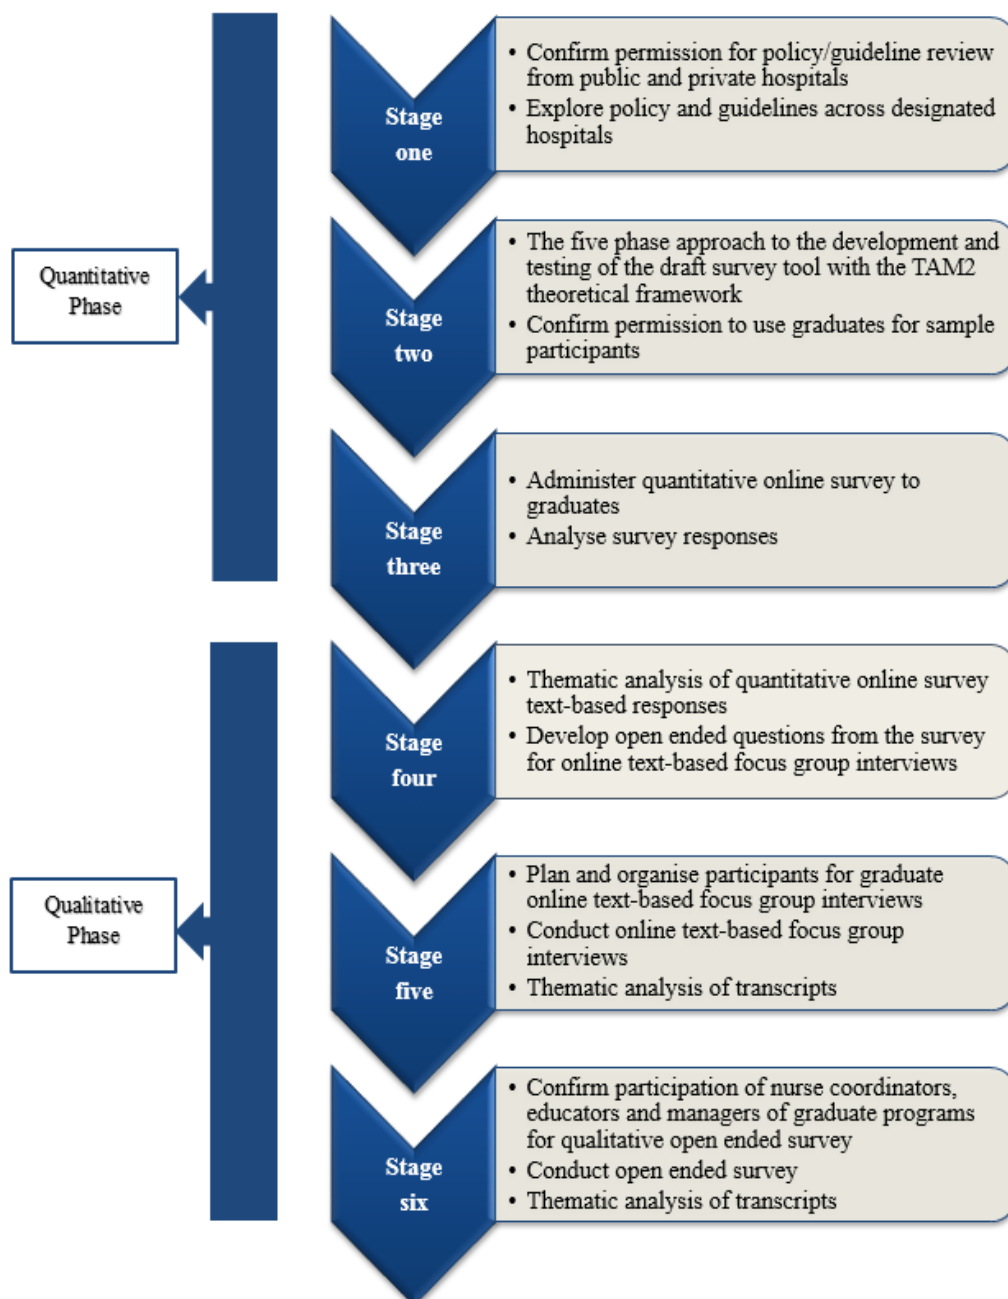 Stage
one
• Confirm permission for policy/guideline review
from public and private hospitals
• Explore policy and guidelines across designated
hospitals
Quantitative
Phase
Stage
two
• The five phase approach to the development and
testing of the draft survey tool with the TAM2
theoretical framework
• Confirm permission to use graduates for sample
participants
Stage
three
• Administer quantitative online survey to
graduates
• Analyse survey responses
Stage
four
• Thematic analysis of quantitative online survey
text-based responses
• Develop open ended questions from the survey
for online text-based focus group interviews
Qualitative
Phase
Stage
five
• Plan and organise participants for graduate
online text-based focus group interviews
• Conduct online text-based focus group
interviews
• Thematic analysis of transcripts
Stage
six
• Confirm participation of nurse coordinators,
educators and managers of graduate programs
for qualitative open ended survey
• Conduct open ended survey
• Thematic analysis of transcripts